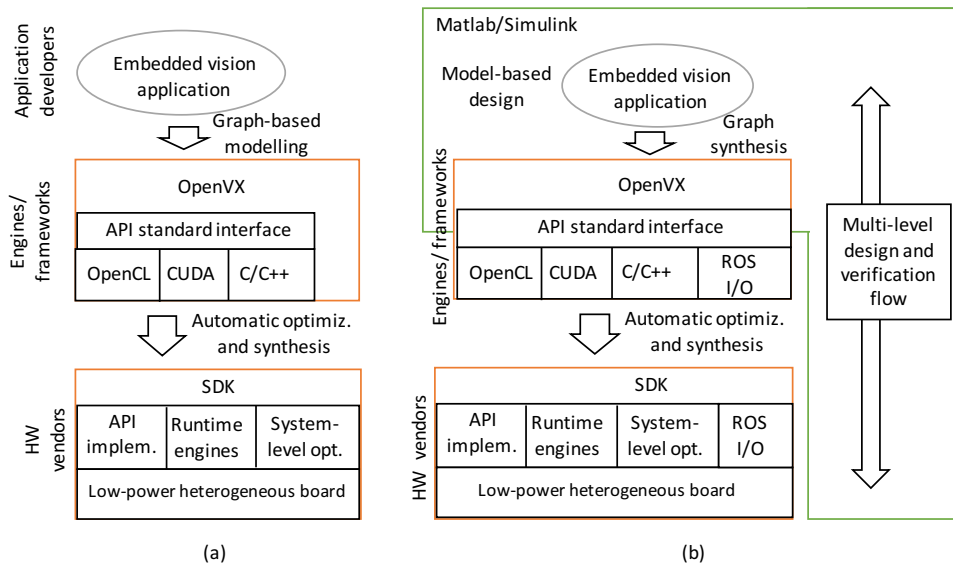 Application
developers
Embedded vision
application
Graph-based
modelling
Engines/
frameworks
OpenVX
API standard interface
OpenCL
CUDA
C/C++
Automatic optimiz.
and synthesis
HW
vendors
SDK
API
implem.
Runtime
engines
System-
level opt.
Low-power heterogeneous board
(a)
Matlab/Simulink
Model-based
design
Embedded vision
application
Graph
synthesis
Engines/ frameworks
OpenVX
API standard interface
OpenCL
CUDA
C/C++
ROS
I/O
Automatic optimiz.
and synthesis
HW vendors
SDK
API
implem.
Runtime
engines
System-
level opt.
ROS
I/O
Low-power heterogeneous board
Multi-level
design and
verification
flow
(b)